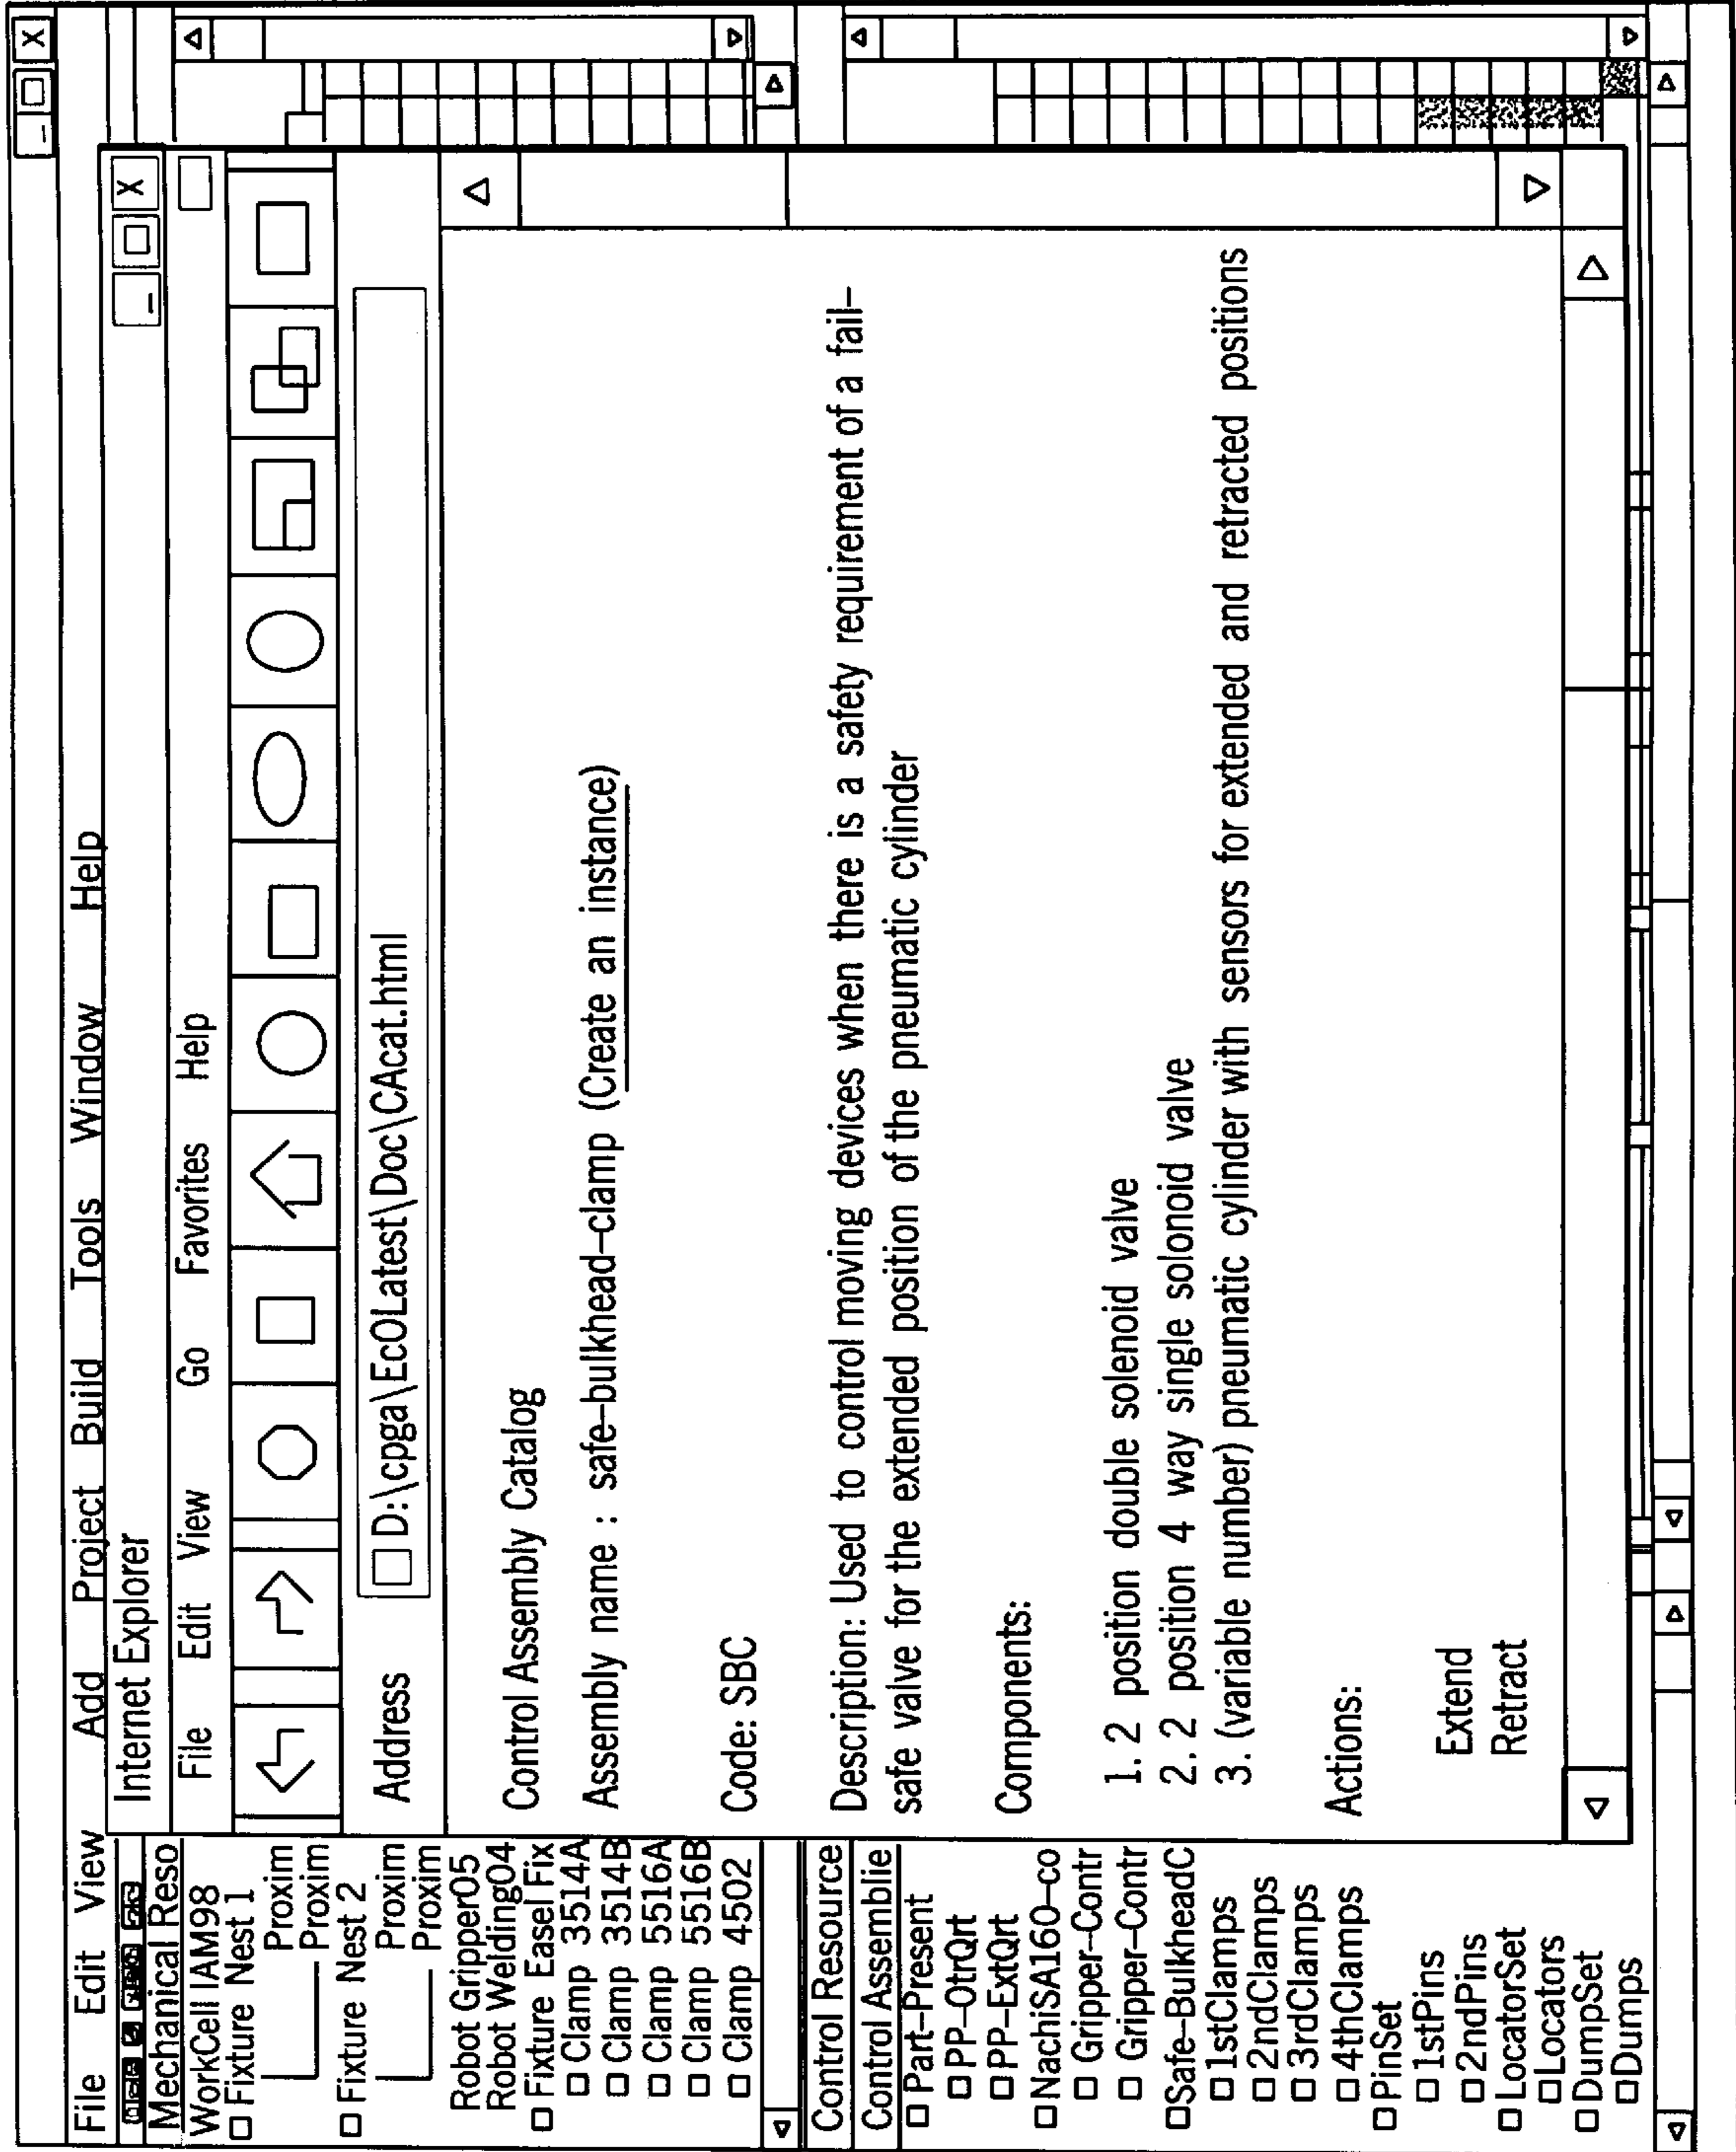 File Edit View Add Project Build Tools Window Help
Mechanical Reso
WorkCell IAM98
Fixture Nest 1
Proxim
Proxim
Fixture Nest 2
Proxim
Proxim
Robot Gripper05
Robot Welding04
Fixture Easel Fix
Clamp 3514A
Clamp 3514B
Clamp 5516A
Clamp 5516B
Clamp 4502
Control Resource
Control Assemblie
Part-Present
PP-OtrQrt
PP-ExtQrt
NachiSA160-co
Gripper-Contr
Gripper-Contr
Safe-BulkheadC
1stClamps
2ndClamps
3rdClamps
4thClamps
PinSet
1stPins
2ndPins
LocatorSet
Locators
DumpSet
Dumps
Internet Explorer
X
X
File Edit View Go Favorites Help
Address D:\cpga\EcOLatest\Doc\CAcat.html
Control Assembly Catalog
Assembly name : safe-bulkhead-clamp (Create an instance)
Code: SBC
Description: Used to control moving devices when there is a safety requirement of a fail-
safe valve for the extended position of the pneumatic cylinder
Components:
1. 2 position double solenoid valve
2. 2 position 4 way single solonoid valve
3. (variable number) pneumatic cylinder with sensors for extended and retracted positions
Actions:
Extend
Retract